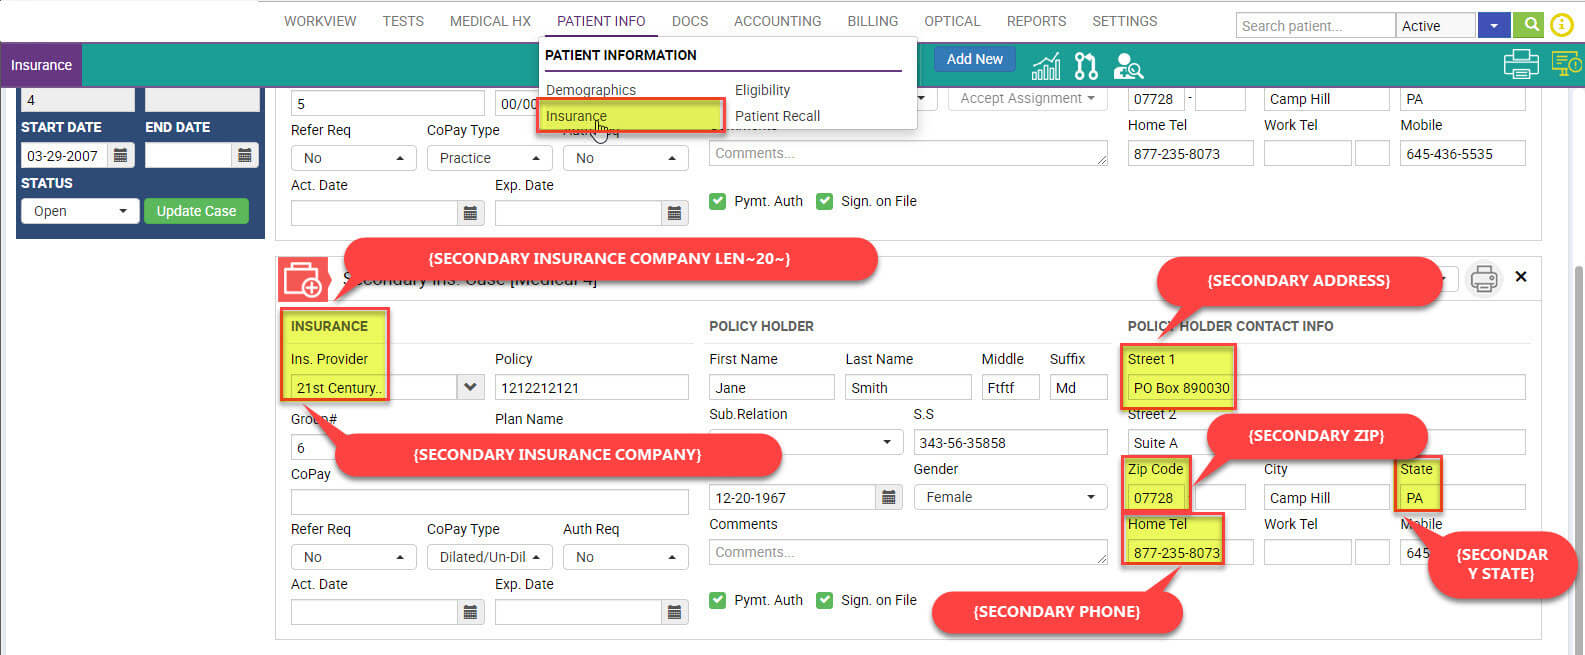 WORKVIEW TESTS MEDICAL HX PATIENT INFO DOCS ACCOUNTING BILLING OPTICAL REPORTS SETTINGS Search patient... Active
PATIENT INFORMATION
Demographics Eligibility
Insurance Patient Recall
Insurance Add New
4
START DATE END DATE
03-29-2007
STATUS
Open Update Case
5 00/00 Accept Assignment 07728 - Camp Hill PA
Refer Req CoPay Type Auth Req Comments Home Tel Work Tel Mobile
No Practice No Comments... 877-235-8073 645-436-5535
Act. Date Exp. Date
Pymt. Auth Sign. on File
{SECONDARY INSURANCE COMPANY LEN~20~}
Secondary Ins. Case [Medical 4] {SECONDARY ADDRESS} ×
INSURANCE POLICY HOLDER POLICY HOLDER CONTACT INFO
Ins. Provider Policy First Name Last Name Middle Suffix Street 1
21st Century.. 1212212121 Jane Smith Ftftf Md PO Box 890030
Group# Plan Name Sub.Relation S.S Street 2
6 343-56-35858 Suite A
{SECONDARY INSURANCE COMPANY} {SECONDARY ZIP}
CoPay Gender Zip Code City State
12-20-1967 Female 07728 Camp Hill PA
Refer Req CoPay Type Auth Req Comments Home Tel Work Tel Mobile
No Dilated/Un-Dil No Comments... 877-235-8073 645
{SECONDAR
Y STATE}
Act. Date Exp. Date
Pymt. Auth Sign. on File
{SECONDARY PHONE}